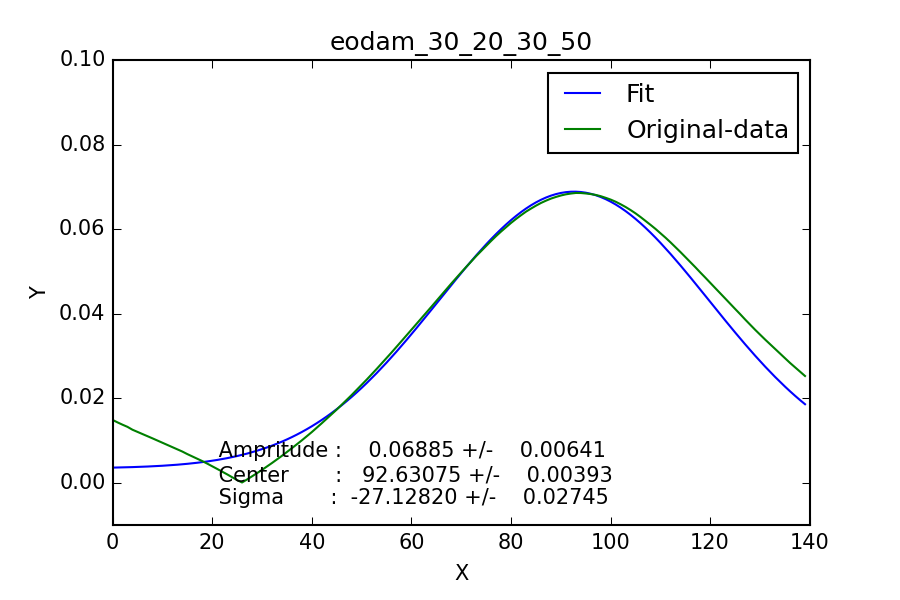 eodam_30_20_30_50
0.10
0.08
0.06
0.04
0.02
0.00
Y
Fit
Original-data
Ampritude : 0.06885 +/- 0.00641
Center : 92.63075 +/- 0.00393
Sigma : -27.12820 +/- 0.02745
0 20 40 60 80 100 120 140
X